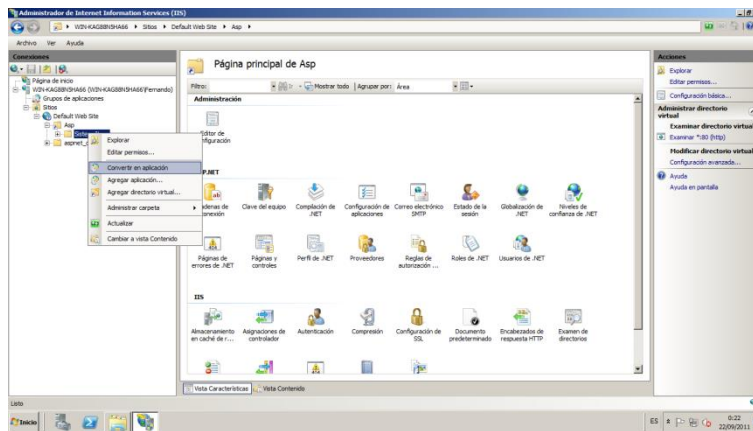 Administrador de Internet Information Services (IIS)
WIN-KAG88N5HA66 Sitios Default Web Site Asp
Archivo Ver Ayuda
Conexiones
Página de inicio
WIN-KAG88N5HA66 (WIN-KAG88N5HA66\Fernando)
Grupos de aplicaciones
Sitios
Default Web Site
Asp
Explorar
Editar permisos...
Convertir en aplicación
Agregar aplicación...
Agregar directorio virtual...
Administrar carpeta
Actualizar
Cambiar a vista Contenido
Página principal de Asp
Filtro: Mostrar todo Agrupar por: Área
Administración
Editor de
configuración
Cadenas de
conexión
Clave del equipo
Compilación de
.NET
Configuración de
aplicaciones
Correo electrónico
SMTP
Estado de la
sesión
Globalización de
.NET
Niveles de
confianza de .NET
Páginas de
errores de .NET
Páginas y
controles
Perfil de .NET
Proveedores
Reglas de
autorización ...
Roles de .NET
Usuarios de .NET
IIS
Almacenamiento
en caché de r...
Asignaciones de
controlador
Autenticación
Compresión
Configuración de
SSL
Documento
predeterminado
Encabezados de
respuesta HTTP
Examen de
directorios
Vista Características Vista Contenido
Acciones
Explorar
Editar permisos...
Configuración básica...
Administrar directorio
virtual
Examinar directorio virtual
Examinar *:80 (http)
Modificar directorio virtual
Configuración avanzada...
Ayuda
Ayuda en pantalla
Listo
Inicio
ES
0:22
22/09/2011